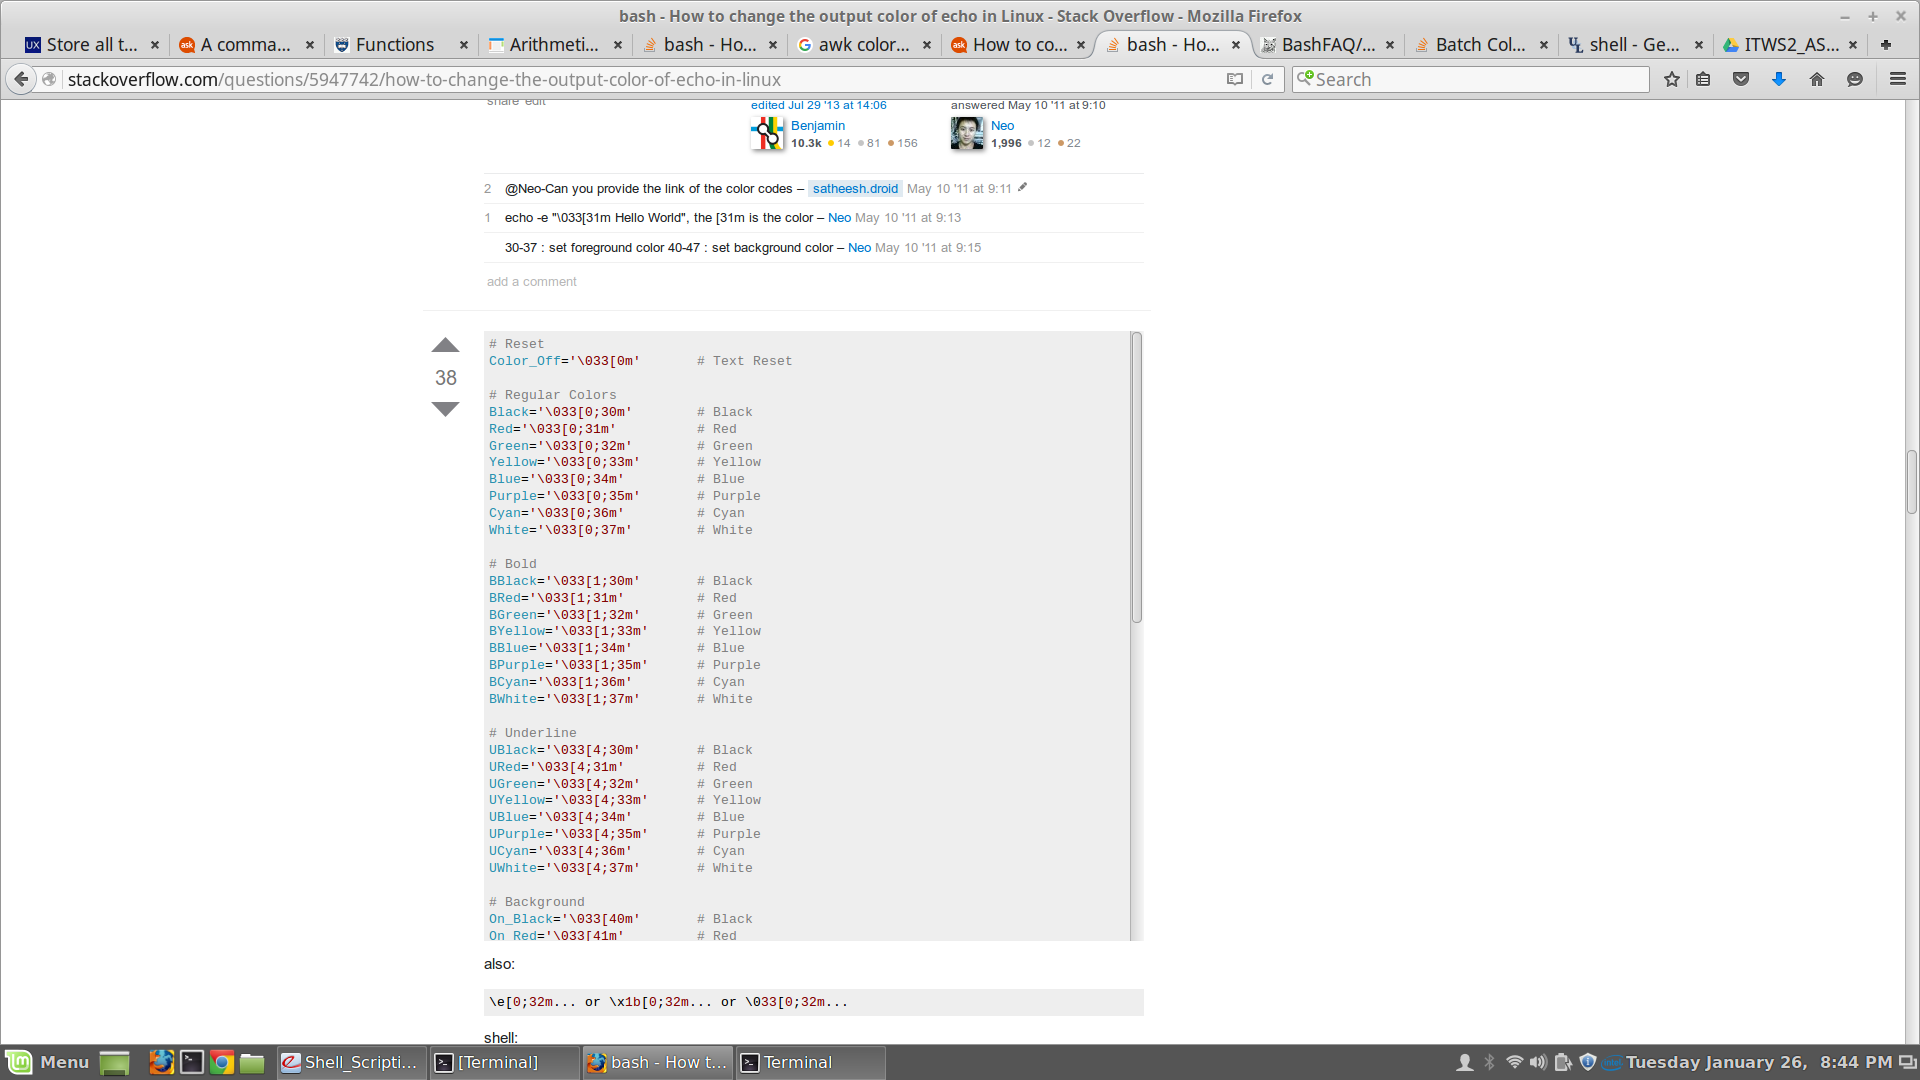 bash - How to change the output color of echo in Linux - Stack Overflow - Mozilla Firefox
Store all t... A comma... Functions Arithmeti... bash - Ho... awk color... How to co... bash - Ho... BashFAQ/... Batch Col... shell - Ge... ITWS2_AS...
stackoverflow.com/questions/5947742/how-to-change-the-output-color-of-echo-in-linux Search
share edit
edited Jul 29 '13 at 14:06 answered May 10 '11 at 9:10
Benjamin Neo
10.3k 14 81 156 1,996 12 22
2 @Neo-Can you provide the link of the color codes – satheesh.droid May 10 '11 at 9:11
1 echo -e "\033[31m Hello World", the [31m is the color – Neo May 10 '11 at 9:13
30-37 : set foreground color 40-47 : set background color – Neo May 10 '11 at 9:15
add a comment
38
# Reset
Color_Off='\033[0m' # Text Reset
# Regular Colors
Black='\033[0;30m' # Black
Red='\033[0;31m' # Red
Green='\033[0;32m' # Green
Yellow='\033[0;33m' # Yellow
Blue='\033[0;34m' # Blue
Purple='\033[0;35m' # Purple
Cyan='\033[0;36m' # Cyan
White='\033[0;37m' # White
# Bold
BBlack='\033[1;30m' # Black
BRed='\033[1;31m' # Red
BGreen='\033[1;32m' # Green
BYellow='\033[1;33m' # Yellow
BBlue='\033[1;34m' # Blue
BPurple='\033[1;35m' # Purple
BCyan='\033[1;36m' # Cyan
BWhite='\033[1;37m' # White
# Underline
UBlack='\033[4;30m' # Black
URed='\033[4;31m' # Red
UGreen='\033[4;32m' # Green
UYellow='\033[4;33m' # Yellow
UBlue='\033[4;34m' # Blue
UPurple='\033[4;35m' # Purple
UCyan='\033[4;36m' # Cyan
UWhite='\033[4;37m' # White
# Background
On_Black='\033[40m' # Black
On_Red='\033[41m' # Red
also:
\e[0;32m... or \x1b[0;32m... or \033[0;32m...
shell:
Menu Shell_Scripti... [Terminal] bash - How t... Terminal Tuesday January 26, 8:44 PM